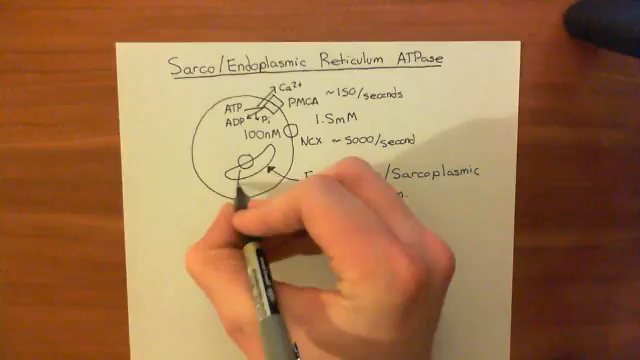 Sarco/Endoplasmic Reticulum ATPase
Ca2+
ATP
PMCA ~150/seconds
ADP
Pi
1.5mM
100nM
NCX ~5000/second
/Sarcoplasmic